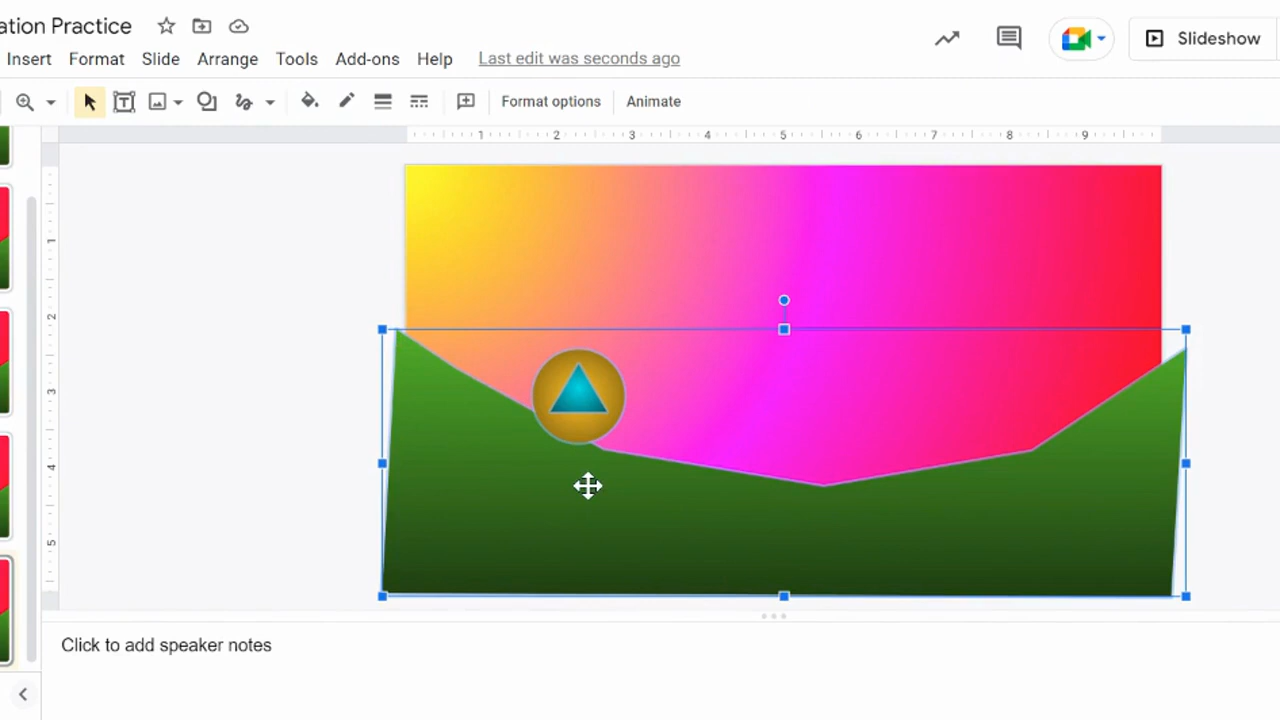 ation Practice
Insert Format Slide Arrange Tools Add-ons Help Last edit was seconds ago
Slideshow
Format options Animate
1 2 3 4 5 6 7 8 9
1
2
3
4
5
Click to add speaker notes